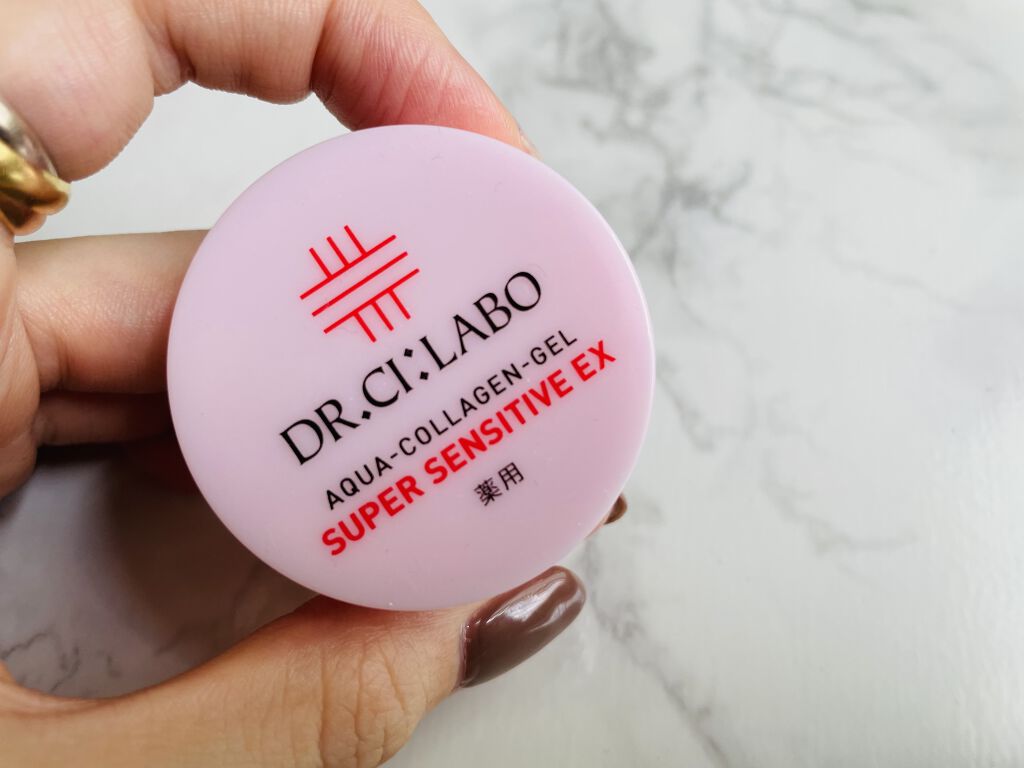 DR.CI:LABO
AQUA-COLLAGEN-GEL
SUPER SENSITIVE EX
薬用